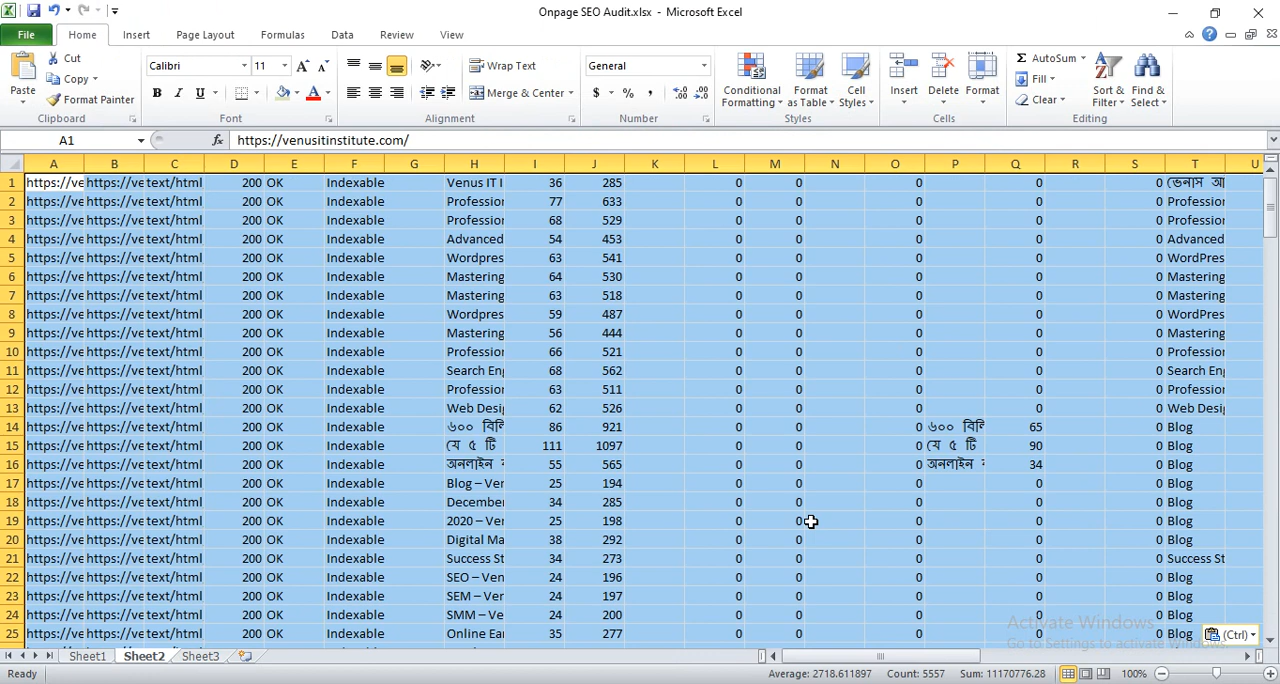 Onpage SEO Audit.xlsx - Microsoft Excel
File Home Insert Page Layout Formulas Data Review View
Paste Cut Copy Format Painter Clipboard
Calibri 11 B I U Font
Wrap Text Merge & Center Alignment
General $ % , Number
Conditional Formatting Format as Table Cell Styles Styles
Insert Delete Format Cells
AutoSum Fill Clear Sort & Filter Find & Select Editing
A1 fx https://venusitinstitute.com/
A B C D E F G H I J K L M N O P Q R S T U
1 https://ve https://ve text/html 200 OK Indexable Venus IT I 36 285 0 0 0 0 0 (ভেনাস আ
2 https://ve https://ve text/html 200 OK Indexable Profession 77 633 0 0 0 0 0 Profession
3 https://ve https://ve text/html 200 OK Indexable Profession 68 529 0 0 0 0 0 Profession
4 https://ve https://ve text/html 200 OK Indexable Advanced 54 453 0 0 0 0 0 Advanced
5 https://ve https://ve text/html 200 OK Indexable Wordpres 63 541 0 0 0 0 0 WordPres
6 https://ve https://ve text/html 200 OK Indexable Mastering 64 530 0 0 0 0 0 Mastering
7 https://ve https://ve text/html 200 OK Indexable Mastering 63 518 0 0 0 0 0 Mastering
8 https://ve https://ve text/html 200 OK Indexable Wordpres 59 487 0 0 0 0 0 WordPres
9 https://ve https://ve text/html 200 OK Indexable Mastering 56 444 0 0 0 0 0 Mastering
10 https://ve https://ve text/html 200 OK Indexable Profession 66 521 0 0 0 0 0 Profession
11 https://ve https://ve text/html 200 OK Indexable Search Eng 68 562 0 0 0 0 0 Search Eng
12 https://ve https://ve text/html 200 OK Indexable Profession 63 511 0 0 0 0 0 Profession
13 https://ve https://ve text/html 200 OK Indexable Web Desig 62 526 0 0 0 0 0 Web Desig
14 https://ve https://ve text/html 200 OK Indexable ৬০০ বিলি 86 921 0 0 0 ৬০০ বিলি 65 0 Blog
15 https://ve https://ve text/html 200 OK Indexable যে ৫ টি 111 1097 0 0 0 যে ৫ টি 90 0 Blog
16 https://ve https://ve text/html 200 OK Indexable অনলাইন 55 565 0 0 0 অনলাইন 34 0 Blog
17 https://ve https://ve text/html 200 OK Indexable Blog – Ver 25 194 0 0 0 0 0 Blog
18 https://ve https://ve text/html 200 OK Indexable December 34 285 0 0 0 0 0 Blog
19 https://ve https://ve text/html 200 OK Indexable 2020 – Ver 25 198 0 0 0 0 0 Blog
20 https://ve https://ve text/html 200 OK Indexable Digital Ma 38 292 0 0 0 0 0 Blog
21 https://ve https://ve text/html 200 OK Indexable Success St 34 273 0 0 0 0 0 Success St
22 https://ve https://ve text/html 200 OK Indexable SEO – Ven 24 196 0 0 0 0 0 Blog
23 https://ve https://ve text/html 200 OK Indexable SEM – Ve 24 197 0 0 0 0 0 Blog
24 https://ve https://ve text/html 200 OK Indexable SMM – Ve 24 200 0 0 0 0 0 Blog
25 https://ve https://ve text/html 200 OK Indexable Online Ear 35 277 0 0 0 0 0 Blog
(Ctrl)
Activate Windows
Go to Settings to activate Windows.
Sheet1 Sheet2 Sheet3
Ready Average: 2718.611897 Count: 5557 Sum: 11170776.28 100%